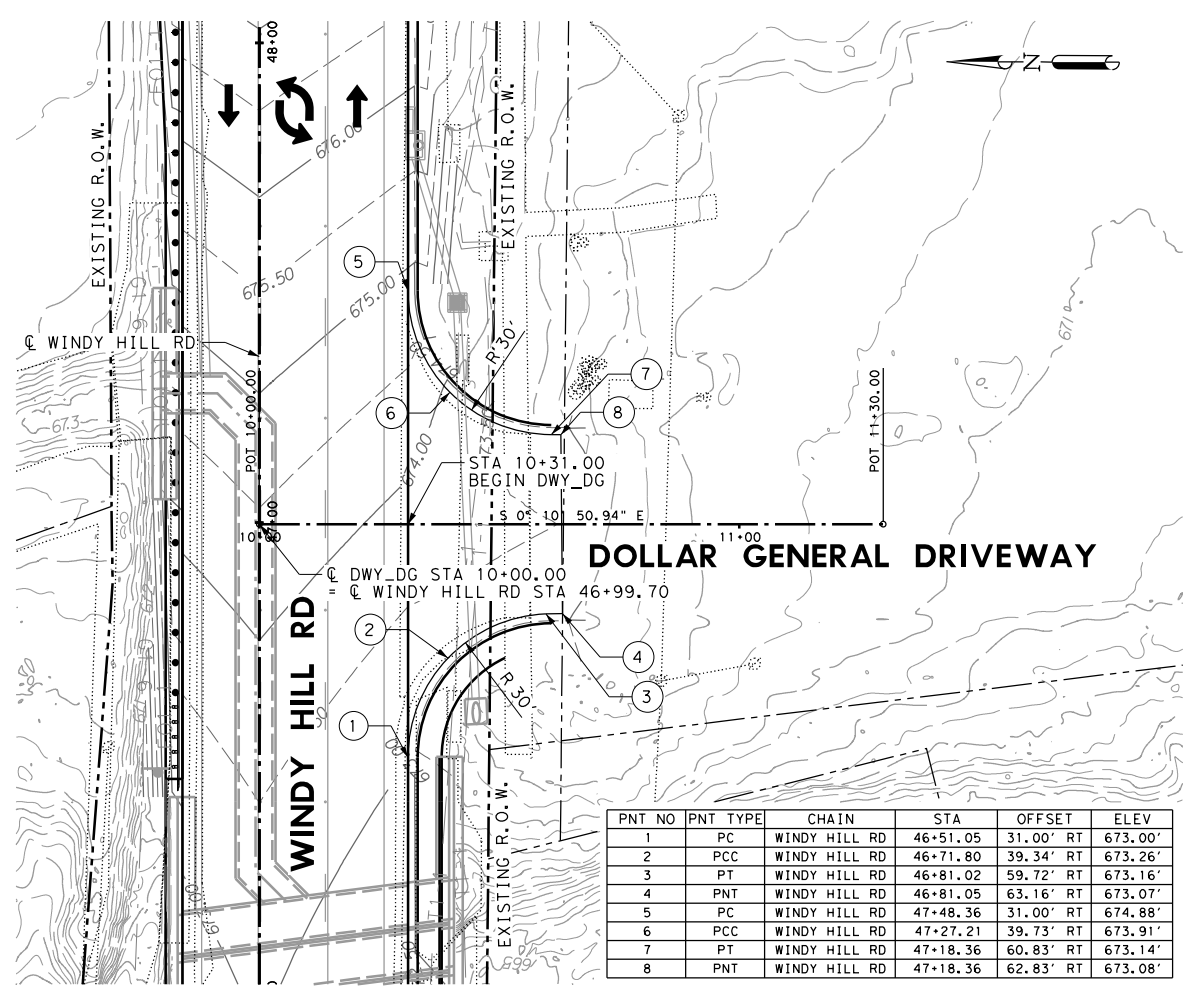 48+00
N
EXISTING R.O.W.
EXISTING R.O.W.
676.00
675.50
675.00
5
℄ WINDY HILL RD
R 30'
7
671.0
6
8
673
POT 10+00.00
674.00
STA 10+31.00
BEGIN DWY_DG
POT 11+30.00
S 0° 10' 50.94" E
10+00
47+00
11+00
DOLLAR GENERAL DRIVEWAY
℄ DWY_DG STA 10+00.00
= ℄ WINDY HILL RD STA 46+99.70
WINDY HILL RD
2
4
R 30'
3
1
EXISTING R.O.W.
PNT NO PNT TYPE CHAIN STA OFFSET ELEV
1 PC WINDY HILL RD 46+51.05 31.00' RT 673.00'
2 PCC WINDY HILL RD 46+71.80 39.34' RT 673.26'
3 PT WINDY HILL RD 46+81.02 59.72' RT 673.16'
4 PNT WINDY HILL RD 46+81.05 63.16' RT 673.07'
5 PC WINDY HILL RD 47+48.36 31.00' RT 674.88'
6 PCC WINDY HILL RD 47+27.21 39.73' RT 673.91'
7 PT WINDY HILL RD 47+18.36 60.83' RT 673.14'
8 PNT WINDY HILL RD 47+18.36 62.83' RT 673.08'